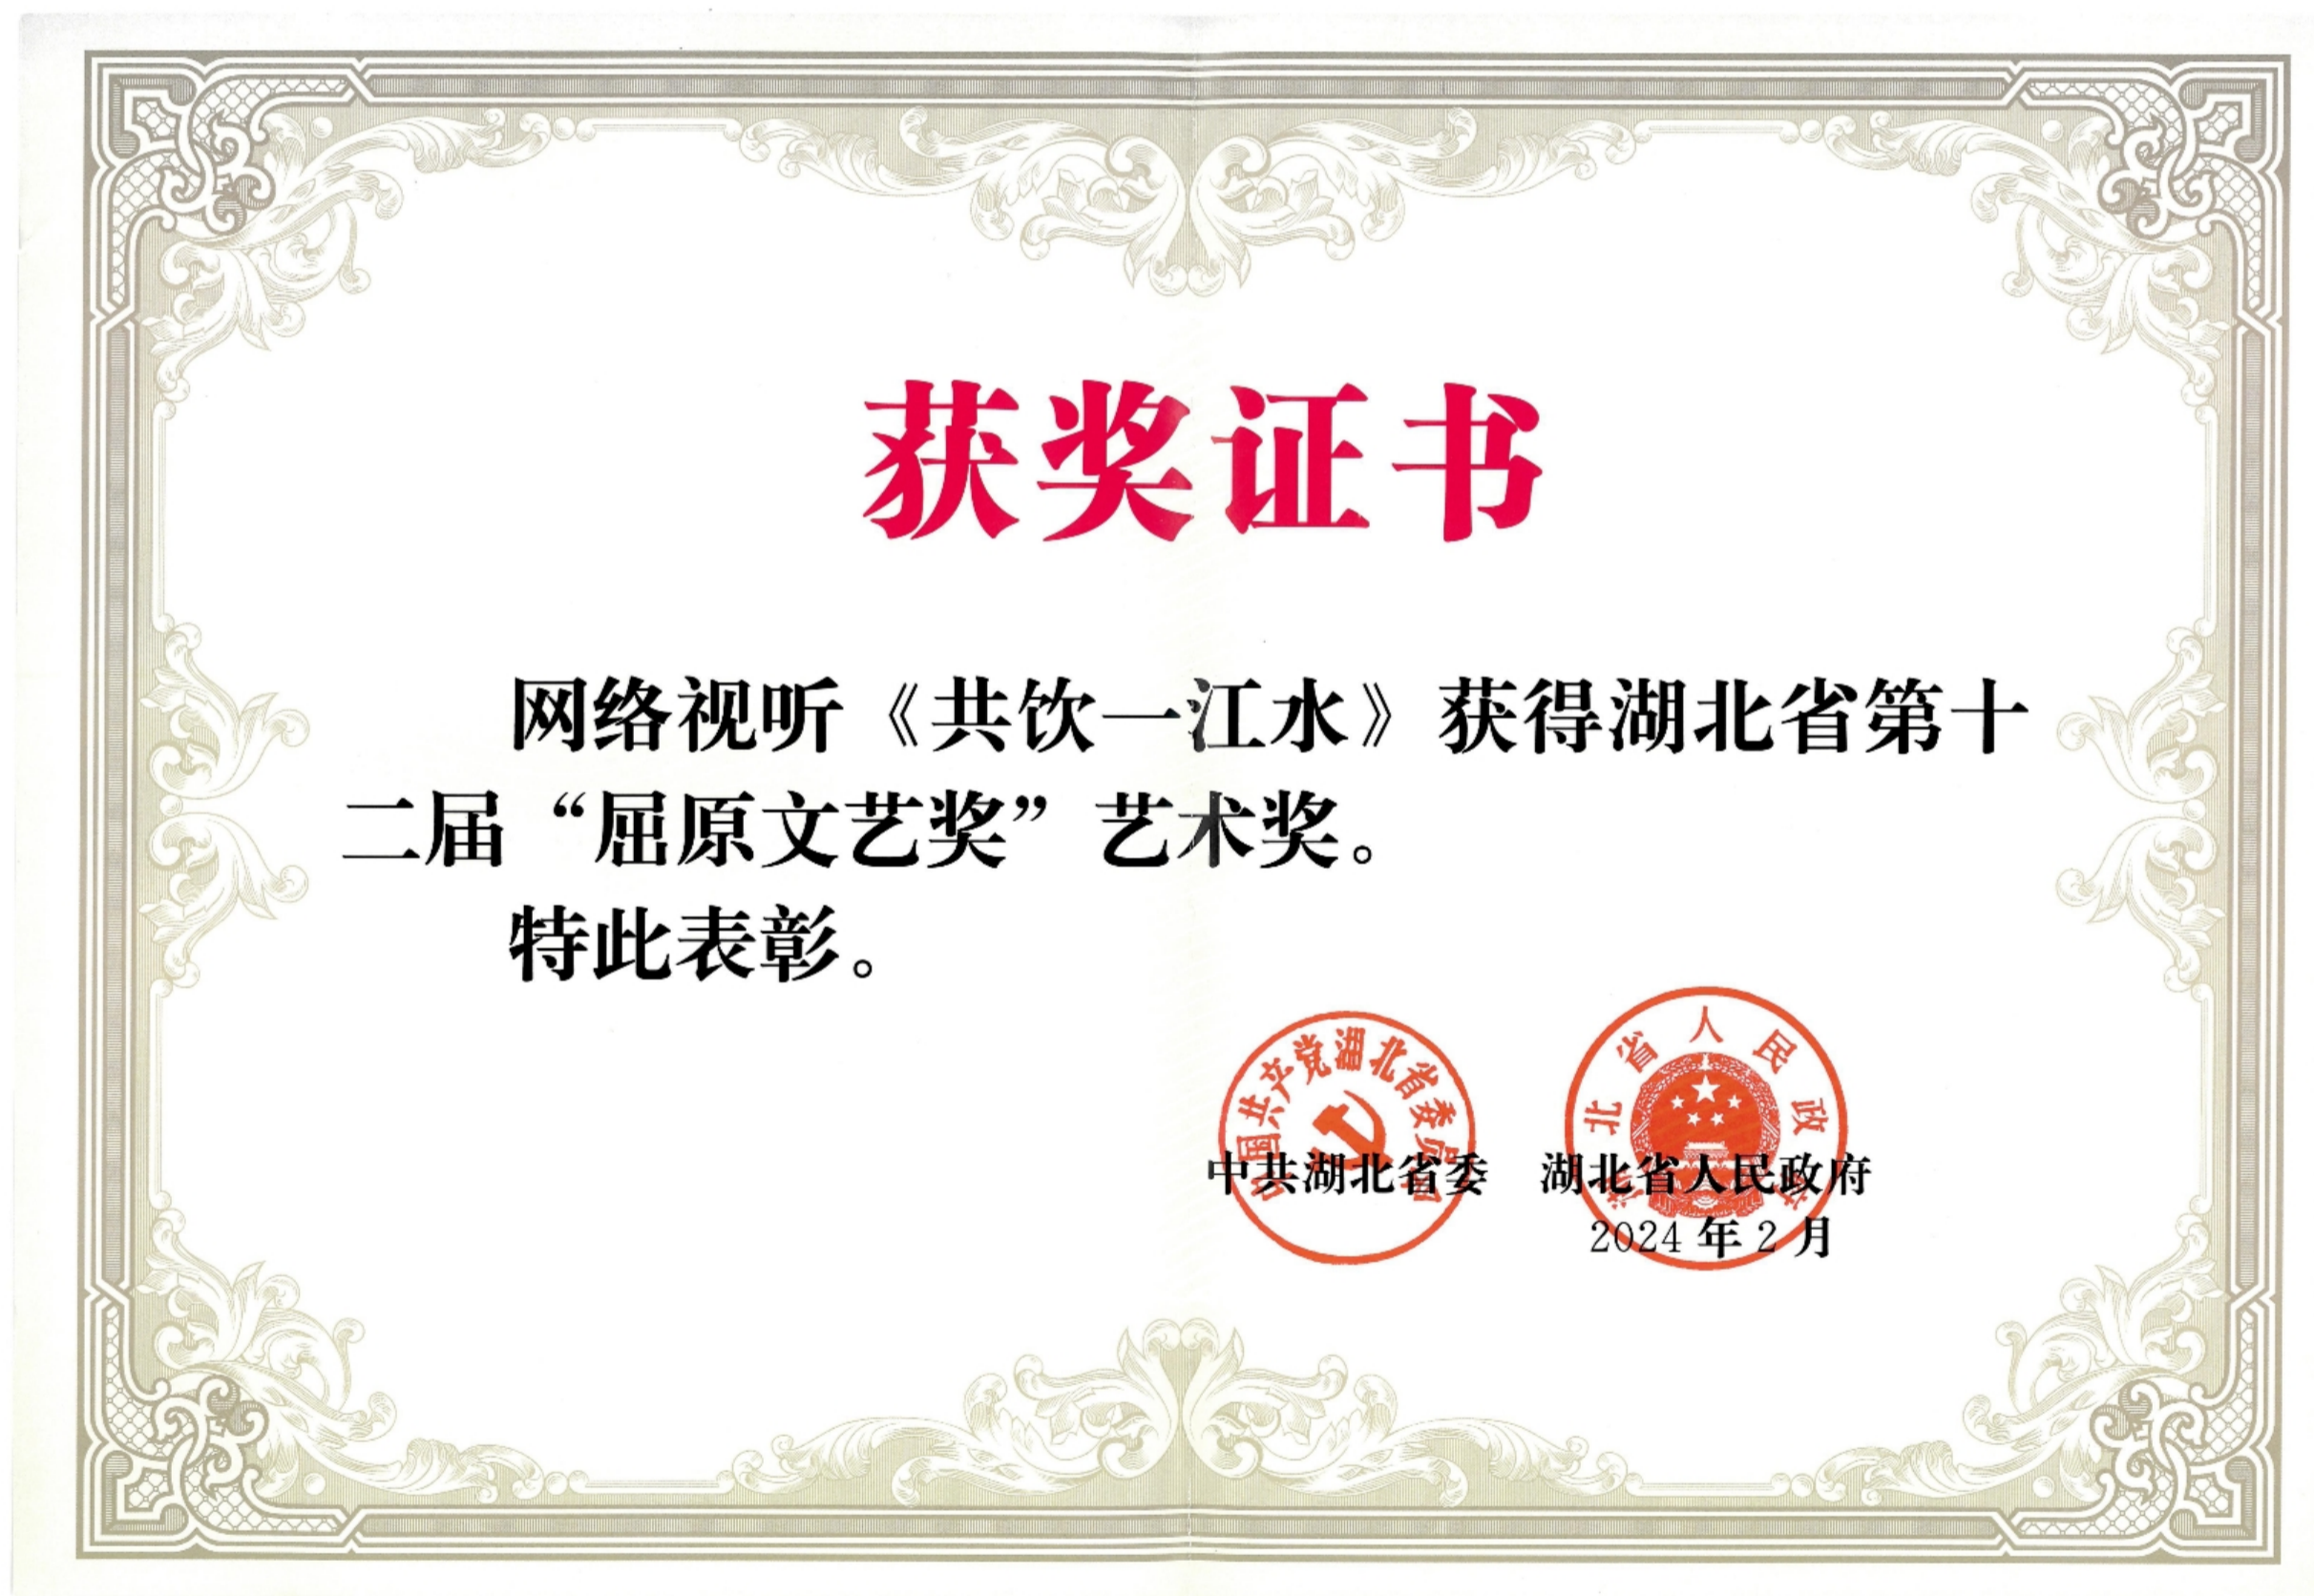 获奖证书
网络视听《共饮一江水》获得湖北省第十
二届“屈原文艺奖”艺术奖。
特此表彰。
中国共产党湖北省委员会
湖北省人民政府
中共湖北省委 湖北省人民政府
2024年2月